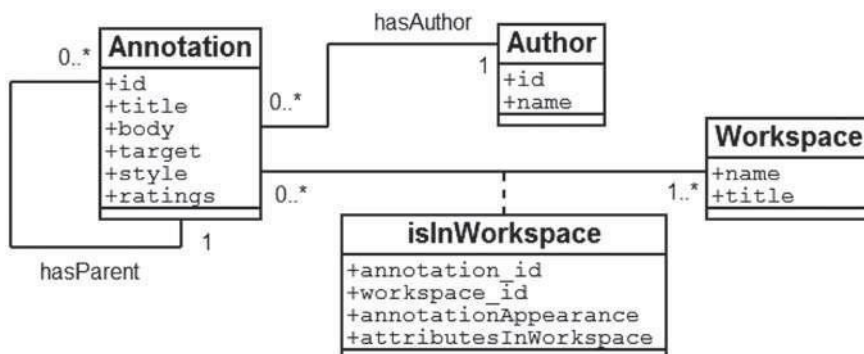 hasAuthor
Annotation
+id
+title
+body
+target
+style
+ratings
0..*
0..*
0..*
1
hasParent
1
Author
+id
+name
Workspace
+name
+title
1..*
isInWorkspace
+annotation_id
+workspace_id
+annotationAppearance
+attributesInWorkspace